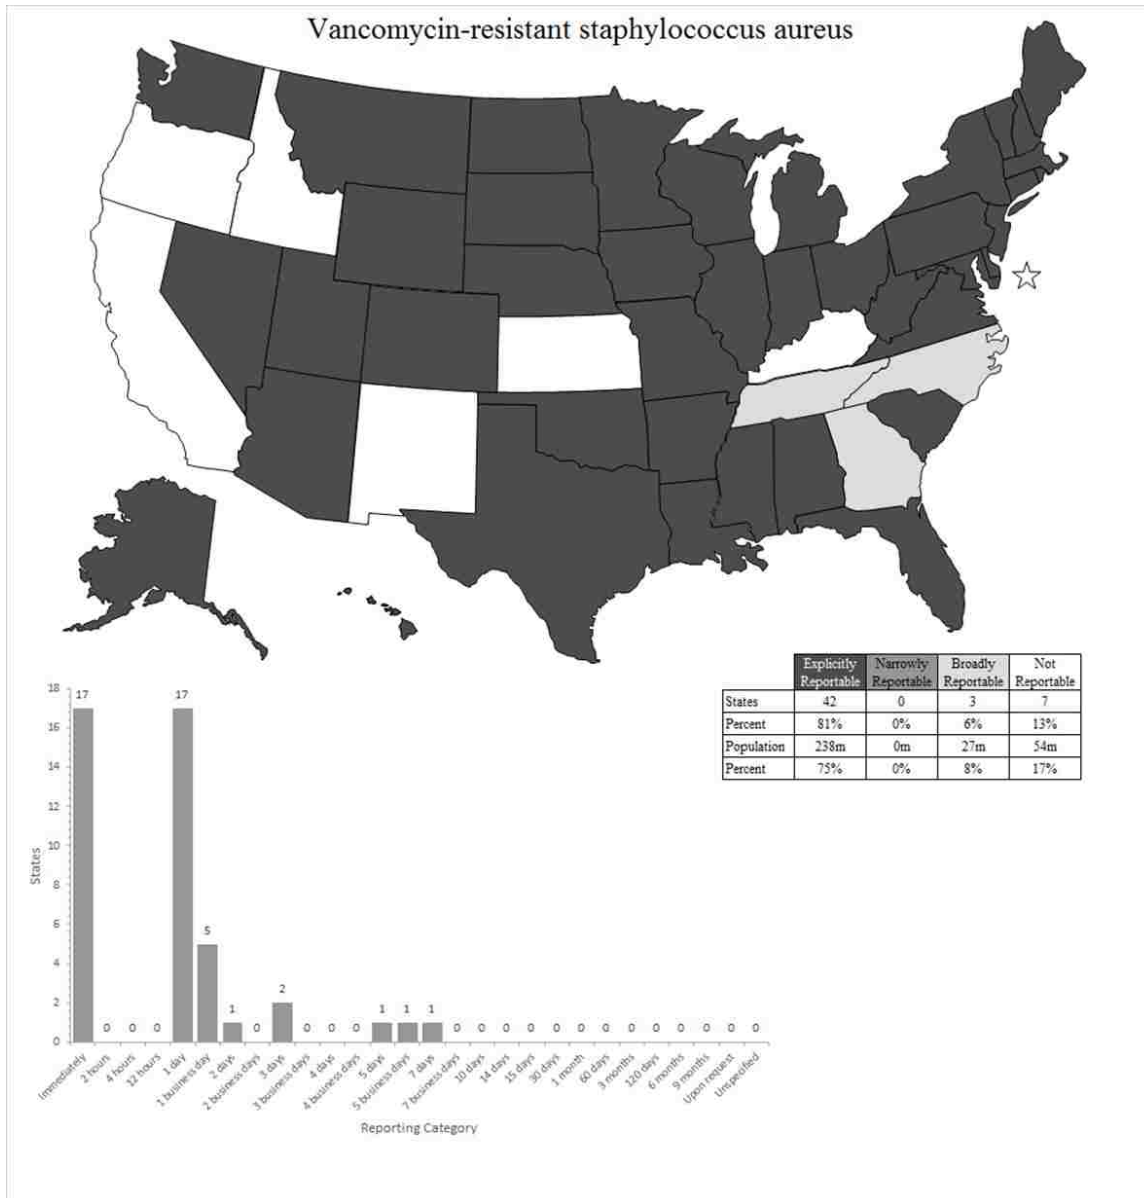 Vancomycin-resistant staphylococcus aureus
Explicitly Reportable Narrowly Reportable Broadly Reportable Not Reportable
States 42 0 3 7
Percent 81% 0% 6% 13%
Population 238m 0m 27m 54m
Percent 75% 0% 8% 17%
18
16
14
12
10
8
6
4
2
0
States
17 0 0 0 17 5 1 0 2 0 0 0 1 1 1 0 0 0 0 0 0 0 0 0 0 0 0 0
Immediately
2 hours
4 hours
12 hours
1 day
1 business day
2 days
2 business days
3 days
3 business days
4 days
4 business days
5 days
5 business days
7 days
7 business days
10 days
14 days
15 days
30 days
1 month
60 days
3 months
120 days
6 months
9 months
Upon request
Unspecified
Reporting Category